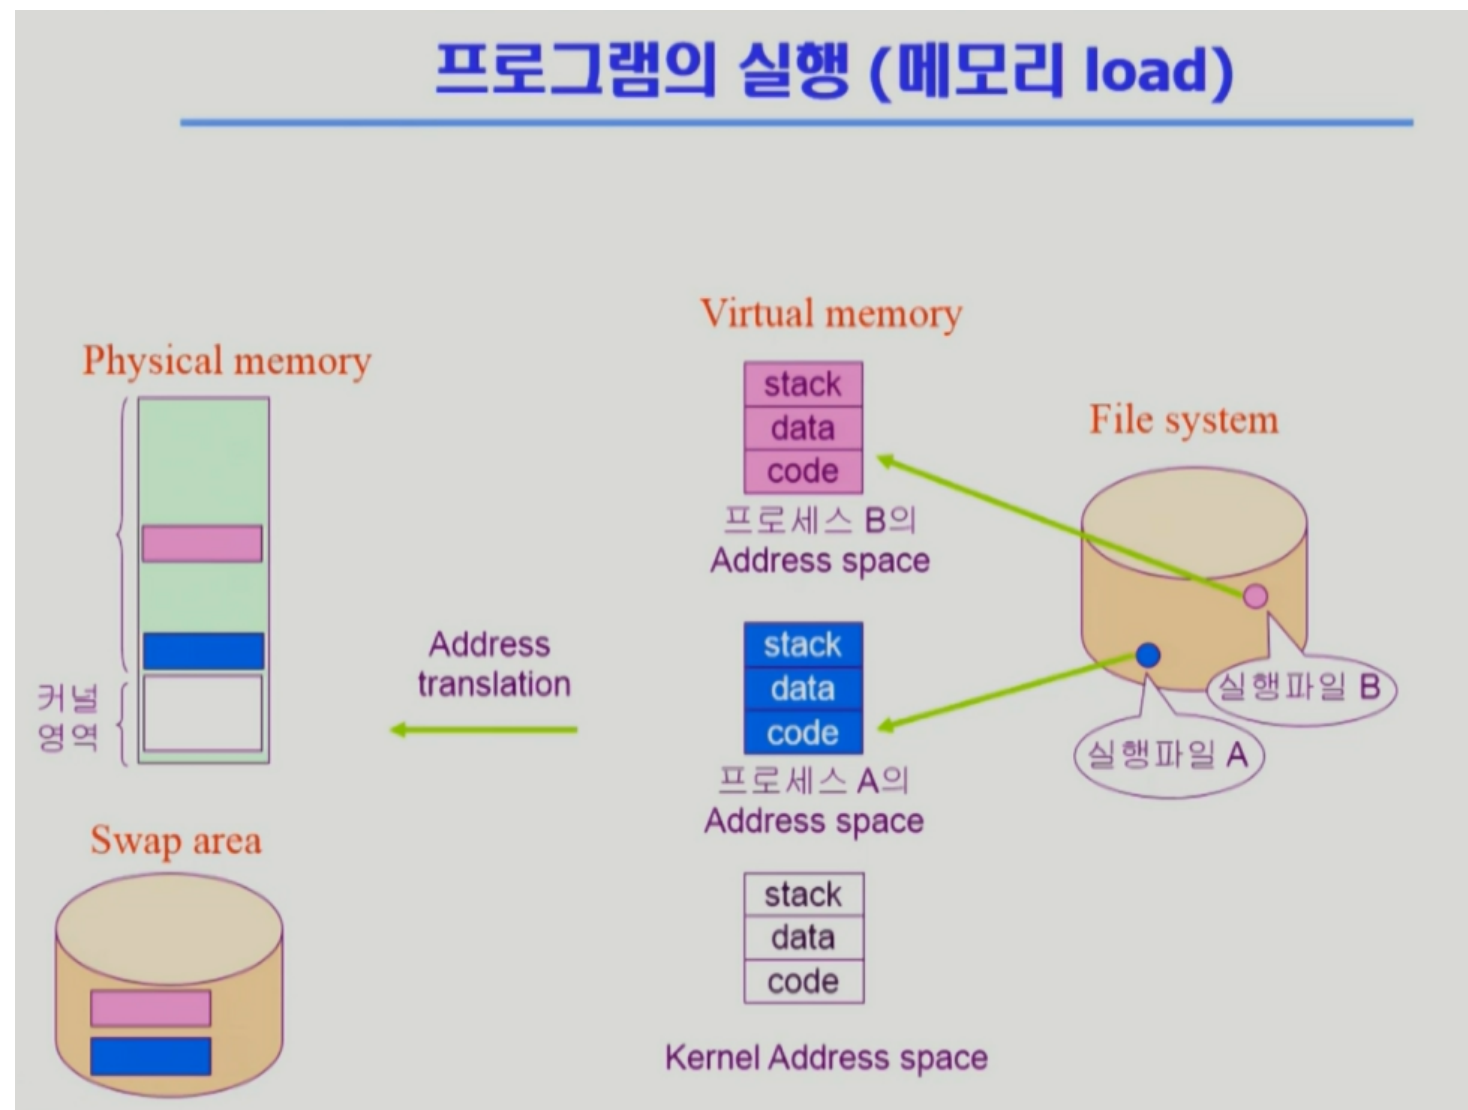 프로그램의 실행 (메모리 load)
Virtual memory
Physical memory
File system
stack
data
code
프로세스 B의
Address space
Address
translation
stack
data
code
프로세스 A의
Address space
실행파일 B
실행파일 A
커널
영역
Swap area
stack
data
code
Kernel Address space